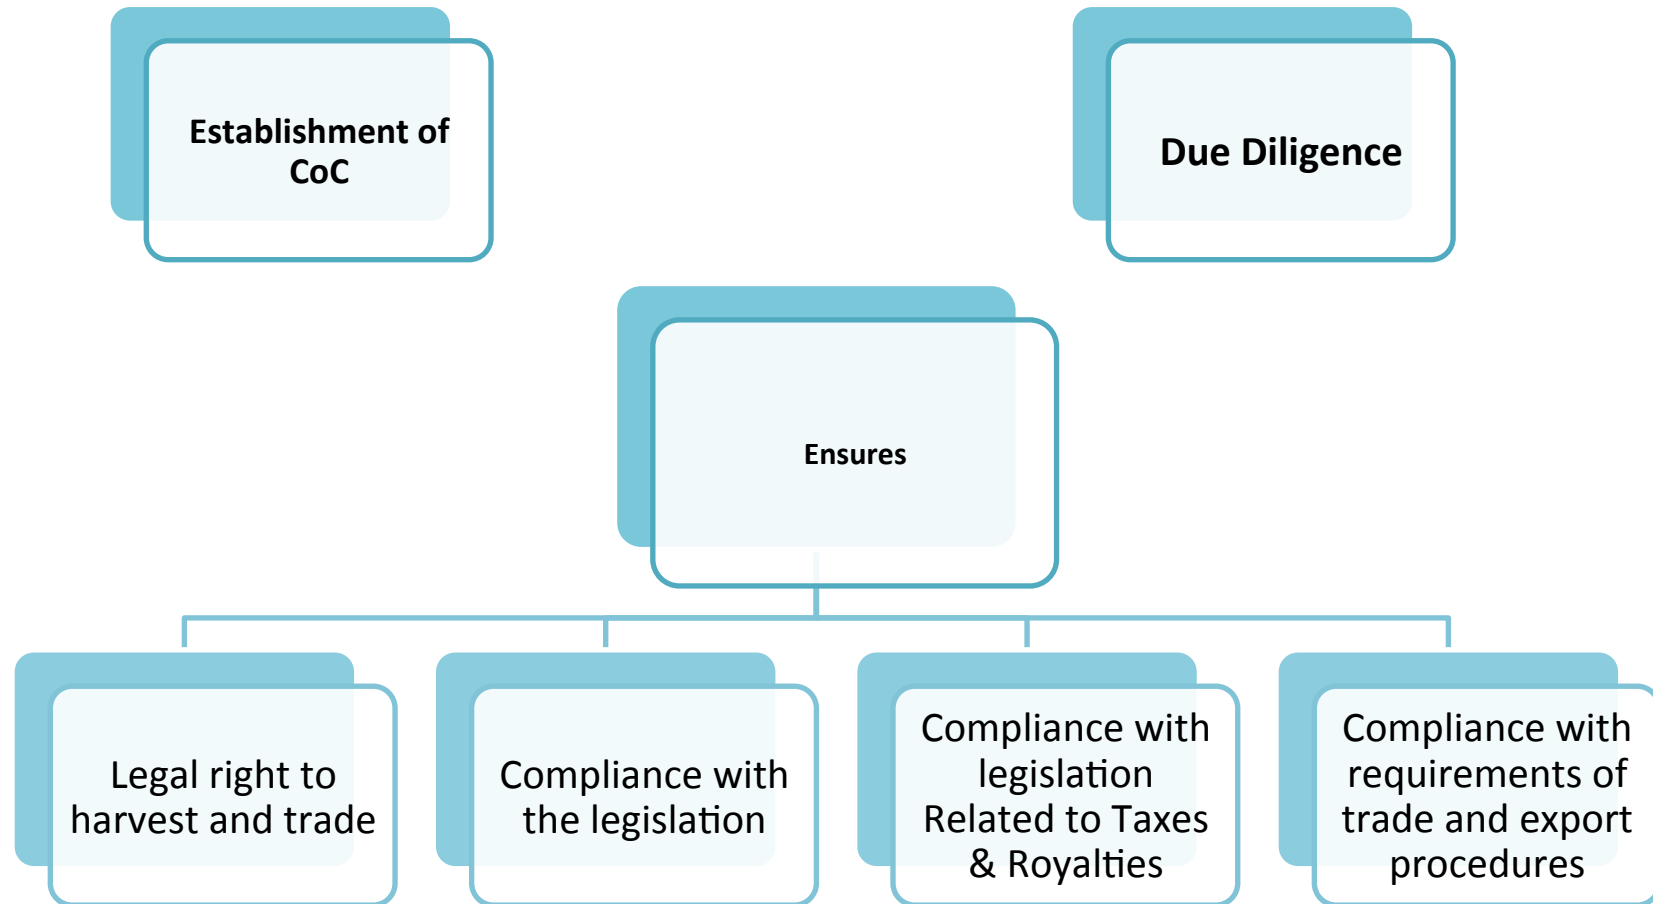 Establishment of
CoC
Due Diligence
Ensures
Legal right to
harvest and trade
Compliance with
the legislation
Compliance with
legislation
Related to Taxes
& Royalties
Compliance with
requirements of
trade and export
procedures